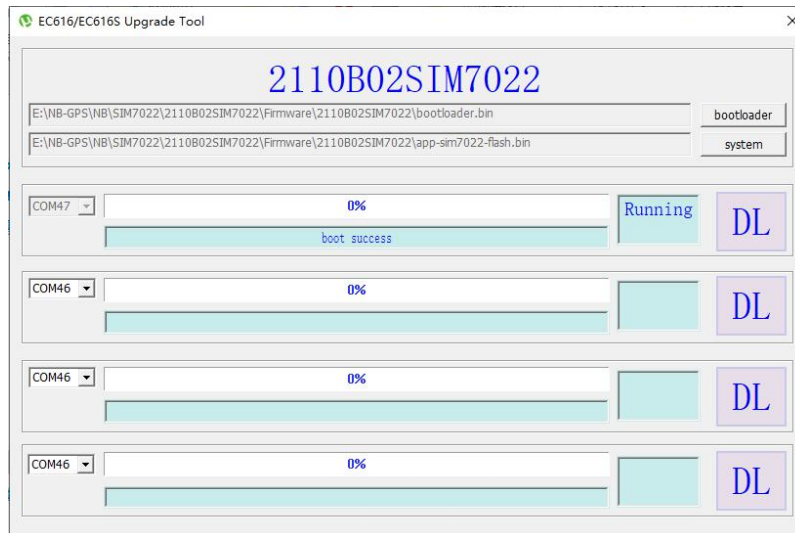 EC616/EC616S Upgrade Tool
2110B02SIM7022
E:\NB-GPS\NB\SIM7022\2110B02SIM7022\Firmware\2110B02SIM7022\bootloader.bin
bootloader
E:\NB-GPS\NB\SIM7022\2110B02SIM7022\Firmware\2110B02SIM7022\app-sim7022-flash.bin
system
COM47
0%
Running
DL
boot success
COM46
0%
DL
COM46
0%
DL
COM46
0%
DL